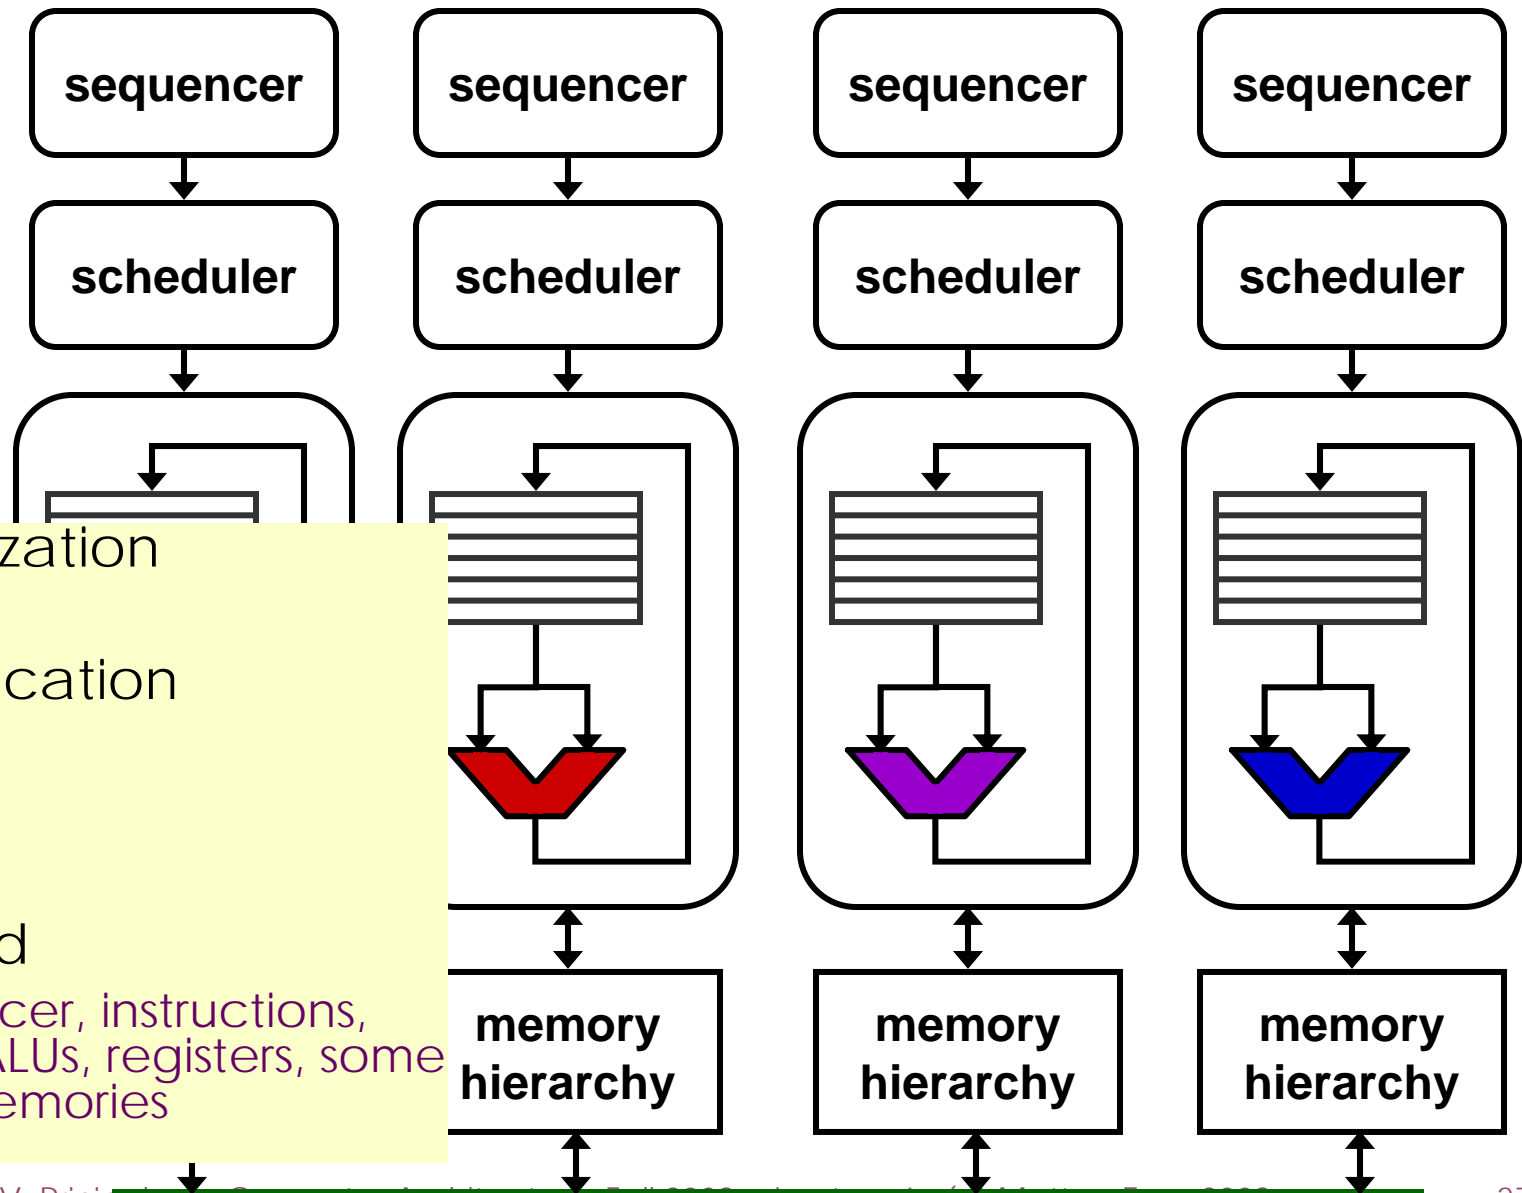 sequencer sequencer sequencer sequencer
scheduler scheduler scheduler scheduler
zation
cation
d
cer, instructions,
ALUs, registers, some
emories
memory memory memory
hierarchy hierarchy hierarchy